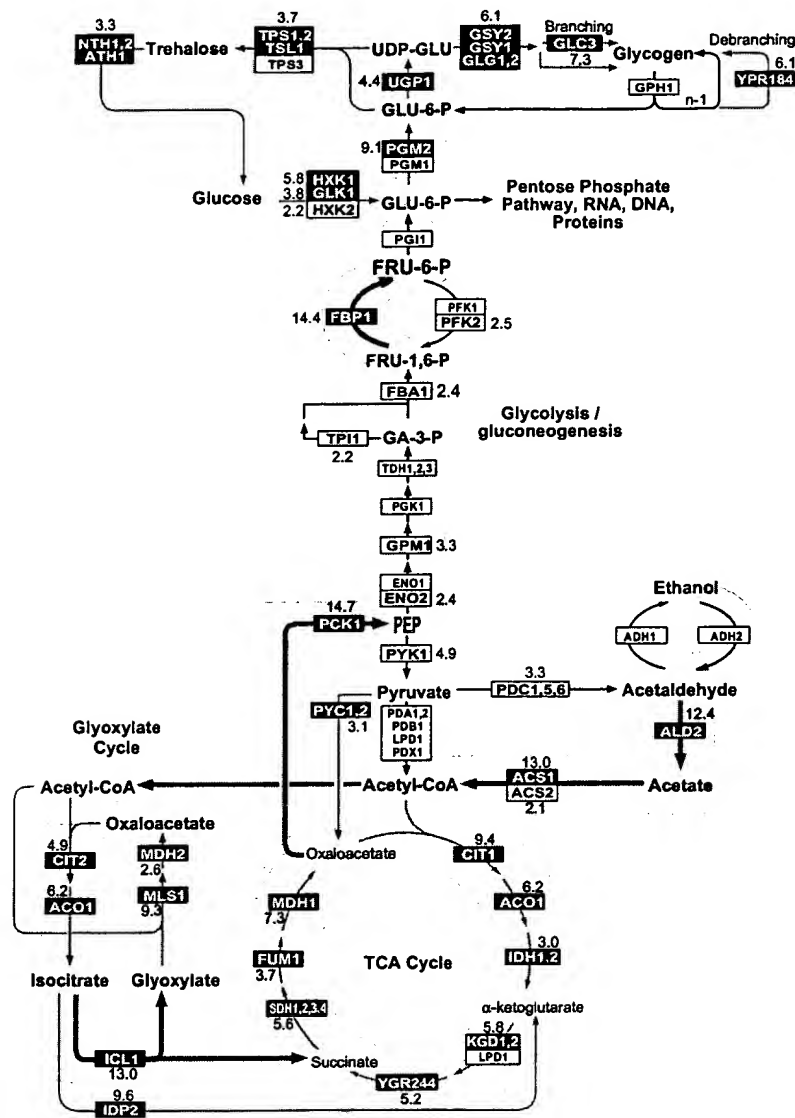 3.3
NTH1,2
ATH1
Trehalose
3.7
TPS1,2
TSL1
TPS3
UDP-GLU
6.1
GSY2
GSY1
GLG1,2
Branching
GLC3
7.3
Glycogen
Debranching
6.1
YPR184
GPH1
n-1
4.4
UGP1
GLU-6-P
9.1
PGM2
PGM1
Glucose
5.8
3.8
2.2
HXK1
GLK1
HXK2
GLU-6-P
Pentose Phosphate
Pathway, RNA, DNA,
Proteins
PGI1
FRU-6-P
14.4
FBP1
PFK1
PFK2
2.5
FRU-1,6-P
FBA1
2.4
Glycolysis /
gluconeogenesis
TPI1
2.2
GA-3-P
TDH1,2,3
PGK1
GPM1
3.3
ENO1
ENO2
2.4
14.7
PCK1
PEP
PYK1
4.9
Ethanol
ADH1
ADH2
Pyruvate
3.3
PDC1,5,6
Acetaldehyde
12.4
ALD2
Acetate
PYC1,2
3.1
PDA1,2
PDB1
LPD1
PDX1
Glyoxylate
Cycle
Acetyl-CoA
Acetyl-CoA
13.0
ACS1
ACS2
2.1
Oxaloacetate
4.9
CIT2
MDH2
2.6
6.2
ACO1
MLS1
9.3
Isocitrate
Glyoxylate
ICL1
13.0
9.6
IDP2
Oxaloacetate
9.4
CIT1
6.2
ACO1
3.0
IDH1,2
α-ketoglutarate
5.8
KGD1,2
LPD1
YGR244
5.2
Succinate
SDH1,2,3,4
5.6
FUM1
3.7
MDH1
7.3
TCA Cycle